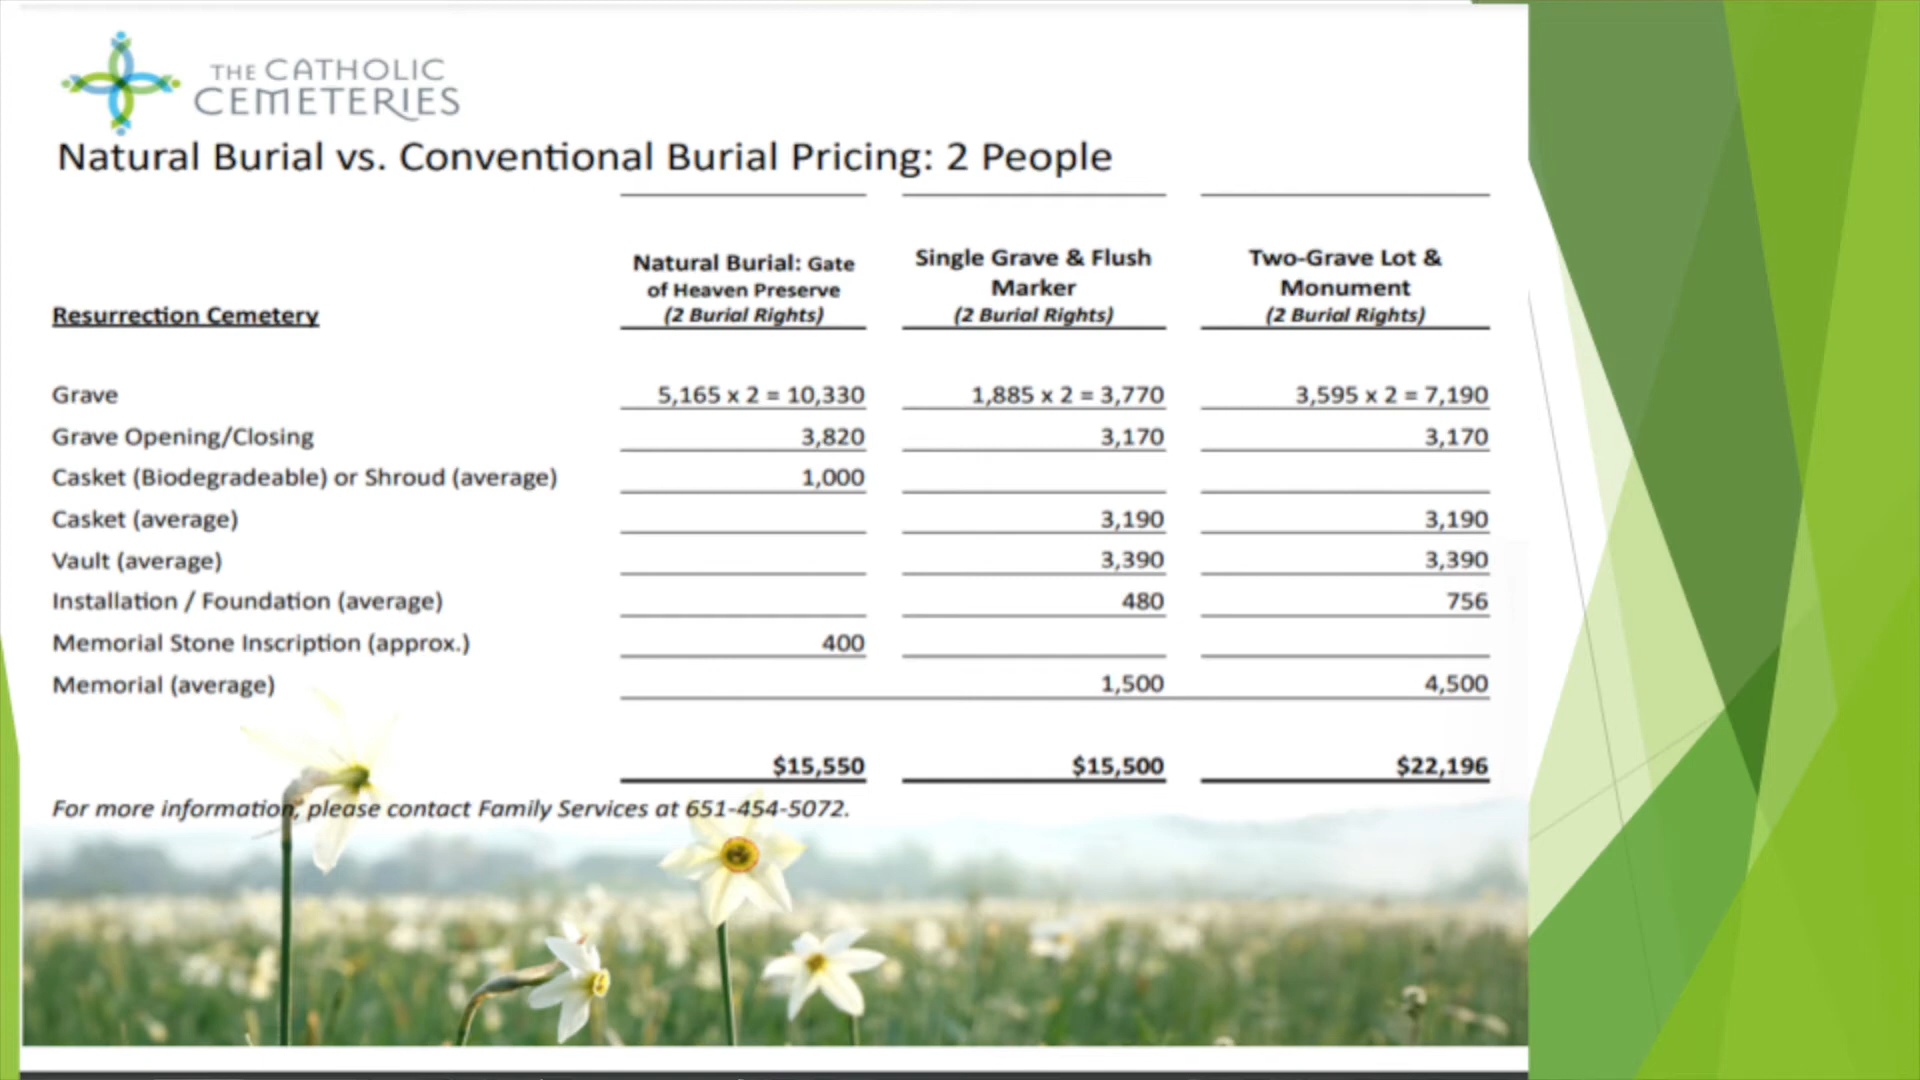 THE CATHOLIC
CEMETERIES
Natural Burial vs. Conventional Burial Pricing: 2 People
Resurrection Cemetery
Natural Burial: Gate
of Heaven Preserve
(2 Burial Rights)
Single Grave & Flush
Marker
(2 Burial Rights)
Two-Grave Lot &
Monument
(2 Burial Rights)
Grave 5,165 x 2 = 10,330 1,885 x 2 = 3,770 3,595 x 2 = 7,190
Grave Opening/Closing 3,820 3,170 3,170
Casket (Biodegradeable) or Shroud (average) 1,000
Casket (average) 3,190 3,190
Vault (average) 3,390 3,390
Installation / Foundation (average) 480 756
Memorial Stone Inscription (approx.) 400
Memorial (average) 1,500 4,500
$15,550 $15,500 $22,196
For more information, please contact Family Services at 651-454-5072.